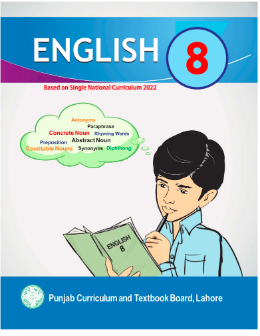 ENGLISH 8
Based on Single National Curriculum 2022
Antonyms
Paraphrase
Concrete Noun Rhyming Words
Preposition Abstract Noun
Countable Nouns Synonyms Diphthong
ENGLISH
8
Punjab Curriculum and Textbook Board, Lahore